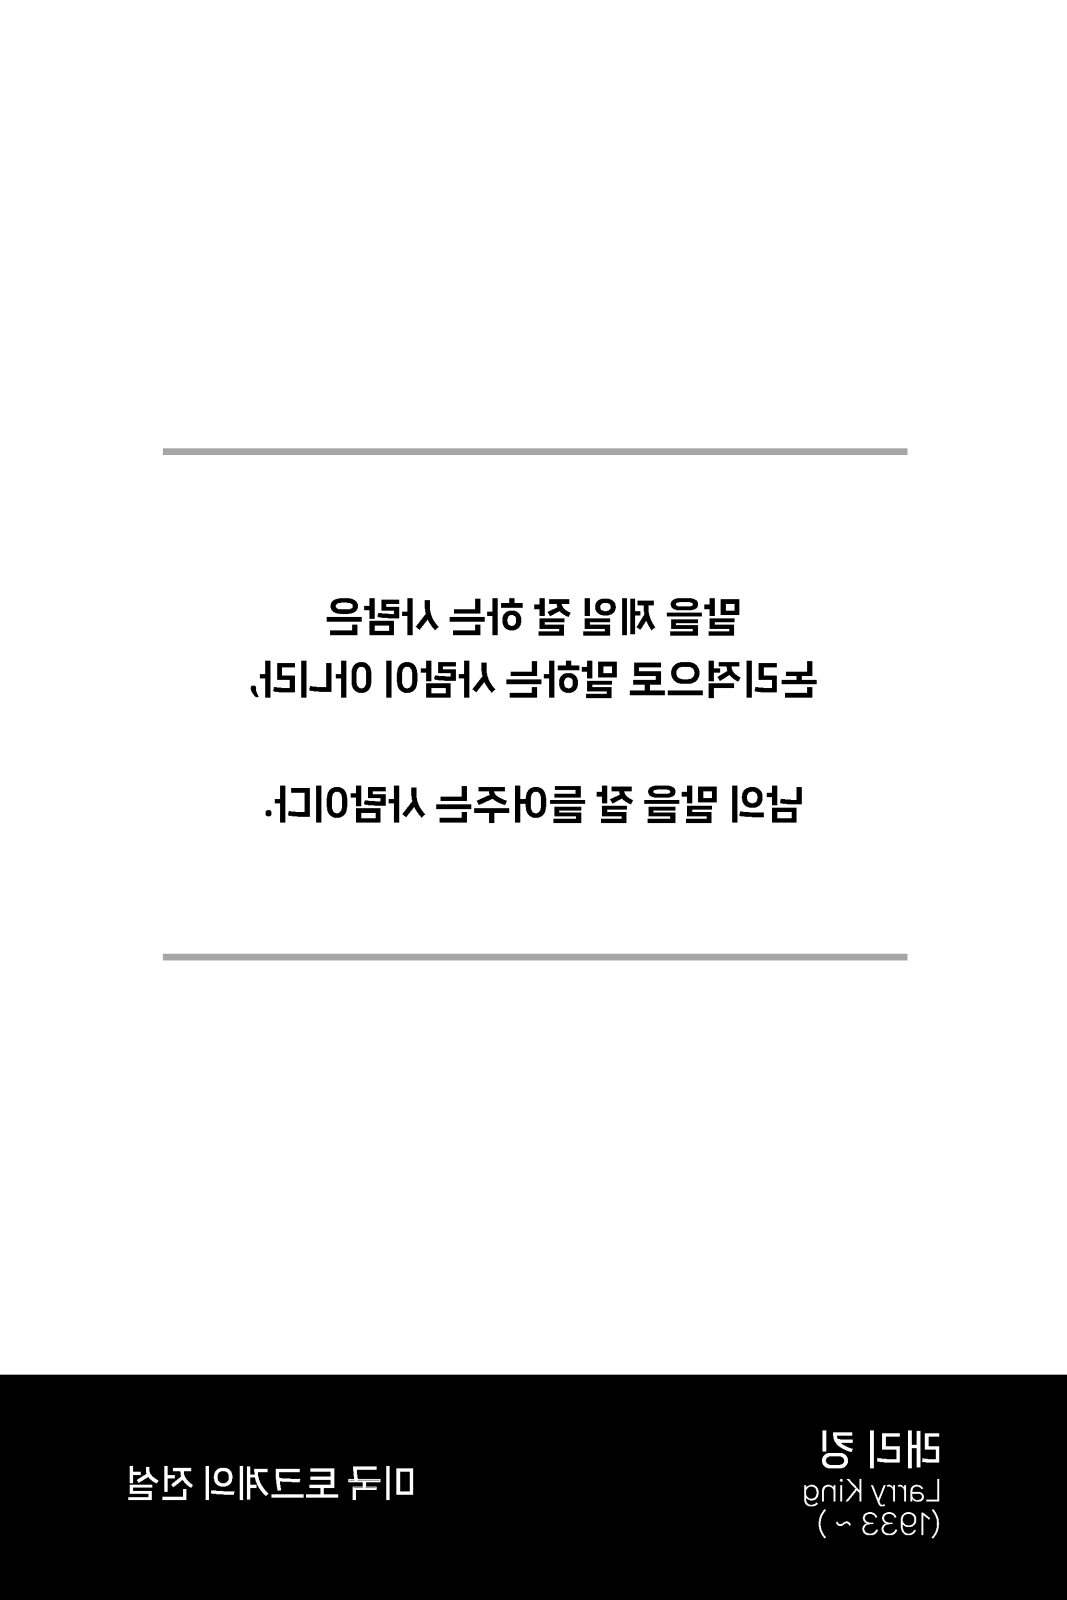 말을 제일 잘 하는 사람은
논리적으로 말하는 사람이 아니라,
남의 말을 잘 들어주는 사람이다.
래리 킹
Larry King
(1933 ~ )
미국 토크계의 전설